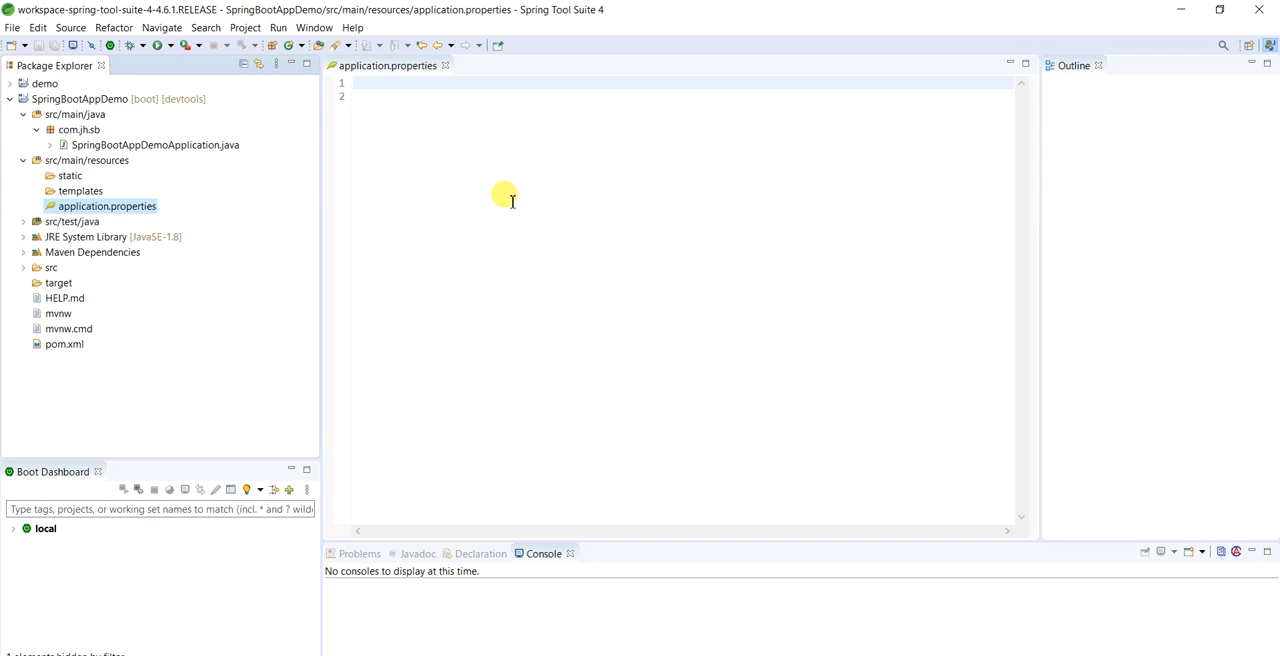 workspace-spring-tool-suite-4-4.6.1.RELEASE - SpringBootAppDemo/src/main/resources/application.properties - Spring Tool Suite 4
File Edit Source Refactor Navigate Search Project Run Window Help
Package Explorer
application.properties
Outline
demo
SpringBootAppDemo [boot] [devtools]
src/main/java
com.jh.sb
SpringBootAppDemoApplication.java
src/main/resources
static
templates
application.properties
src/test/java
JRE System Library [JavaSE-1.8]
Maven Dependencies
src
target
HELP.md
mvnw
mvnw.cmd
pom.xml
1
2
Boot Dashboard
Type tags, projects, or working set names to match (incl. * and ? wild
local
Problems Javadoc Declaration Console
No consoles to display at this time.